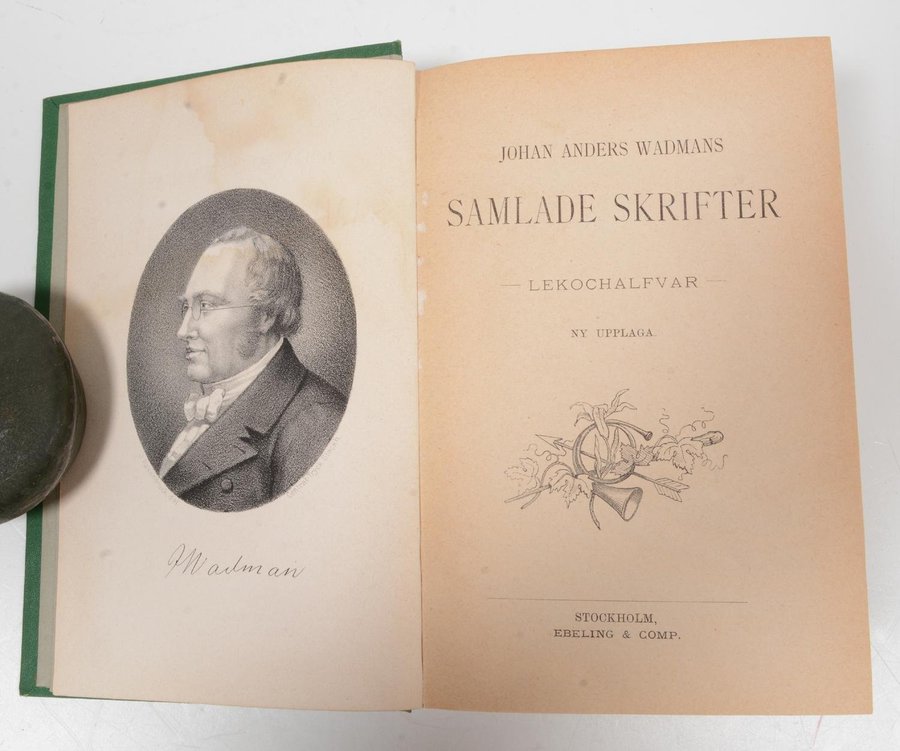 JWadman
JOHAN ANDERS WADMANS
SAMLADE SKRIFTER
— LEKOCHALFVAR —
NY UPPLAGA.
STOCKHOLM,
EBELING & COMP.